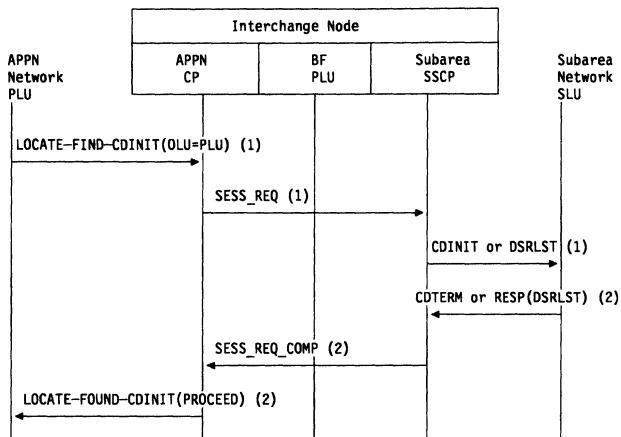 Interchange Node
APPN
Network
PLU
APPN
CP
BF
PLU
Subarea
SSCP
Subarea
Network
SLU
LOCATE-FIND-CDINIT(OLU=PLU) (1)
SESS_REQ (1)
CDINIT or DSRLST (1)
CDTERM or RESP(DSRLST) (2)
SESS_REQ_COMP (2)
LOCATE-FOUND-CDINIT(PROCEED) (2)